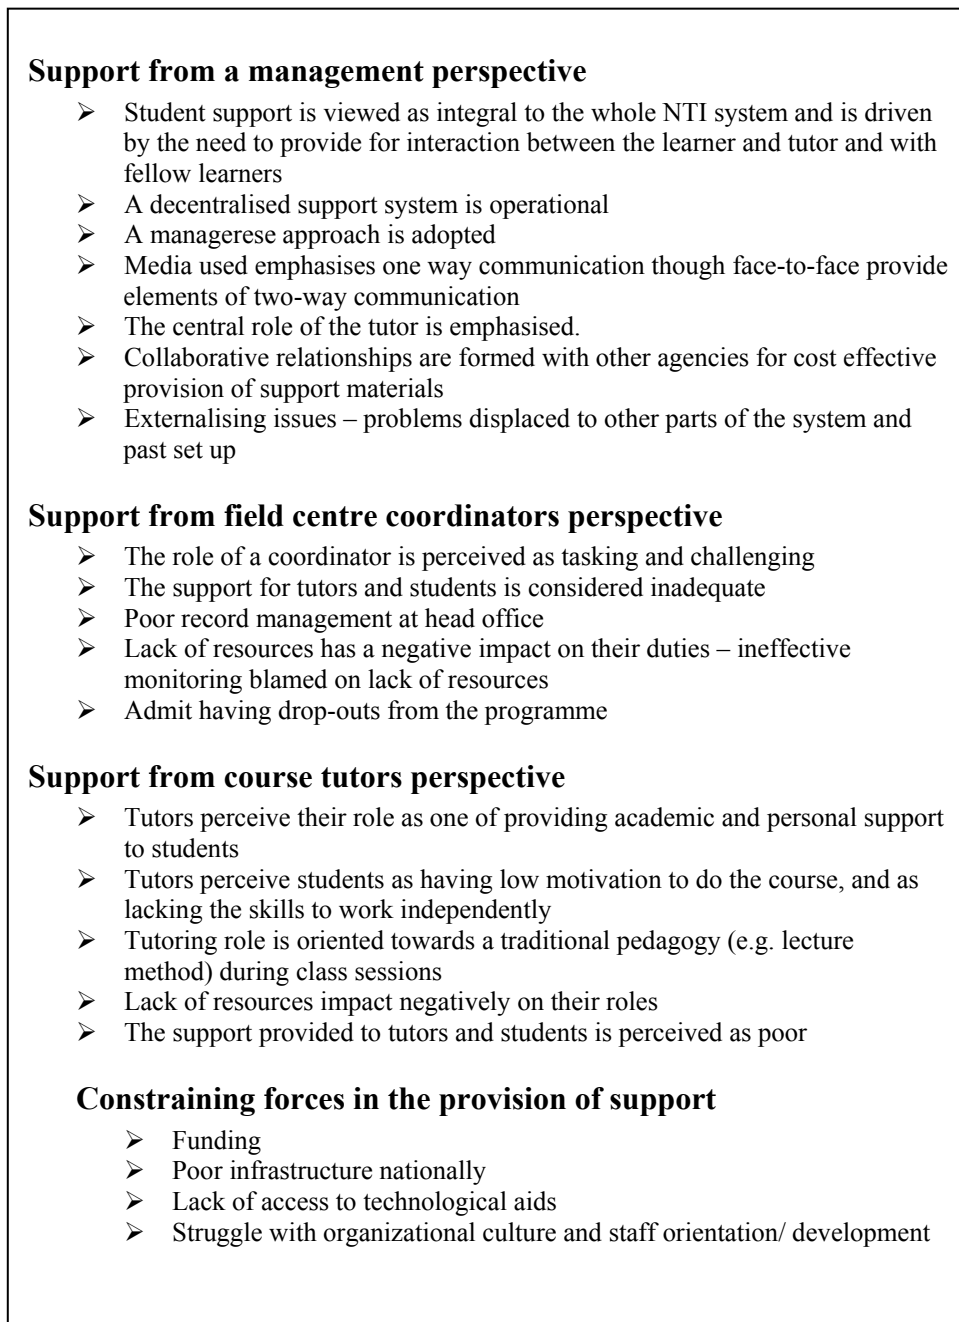 Support from a management perspective
➢ Student support is viewed as integral to the whole NTI system and is driven
by the need to provide for interaction between the learner and tutor and with
fellow learners
➢ A decentralised support system is operational
➢ A managerese approach is adopted
➢ Media used emphasises one way communication though face-to-face provide
elements of two-way communication
➢ The central role of the tutor is emphasised.
➢ Collaborative relationships are formed with other agencies for cost effective
provision of support materials
➢ Externalising issues – problems displaced to other parts of the system and
past set up
Support from field centre coordinators perspective
➢ The role of a coordinator is perceived as tasking and challenging
➢ The support for tutors and students is considered inadequate
➢ Poor record management at head office
➢ Lack of resources has a negative impact on their duties – ineffective
monitoring blamed on lack of resources
➢ Admit having drop-outs from the programme
Support from course tutors perspective
➢ Tutors perceive their role as one of providing academic and personal support
to students
➢ Tutors perceive students as having low motivation to do the course, and as
lacking the skills to work independently
➢ Tutoring role is oriented towards a traditional pedagogy (e.g. lecture
method) during class sessions
➢ Lack of resources impact negatively on their roles
➢ The support provided to tutors and students is perceived as poor
Constraining forces in the provision of support
➢ Funding
➢ Poor infrastructure nationally
➢ Lack of access to technological aids
➢ Struggle with organizational culture and staff orientation/ development